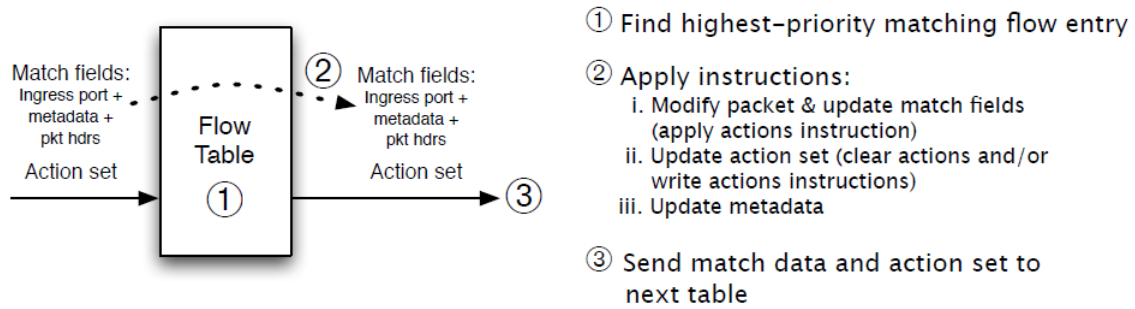 Match fields:
Ingress port +
metadata +
pkt hdrs
Action set
Flow
Table
①
②
Match fields:
Ingress port +
metadata +
pkt hdrs
Action set
③
① Find highest-priority matching flow entry
② Apply instructions:
i. Modify packet & update match fields
(apply actions instruction)
ii. Update action set (clear actions and/or
write actions instructions)
iii. Update metadata
③ Send match data and action set to
next table